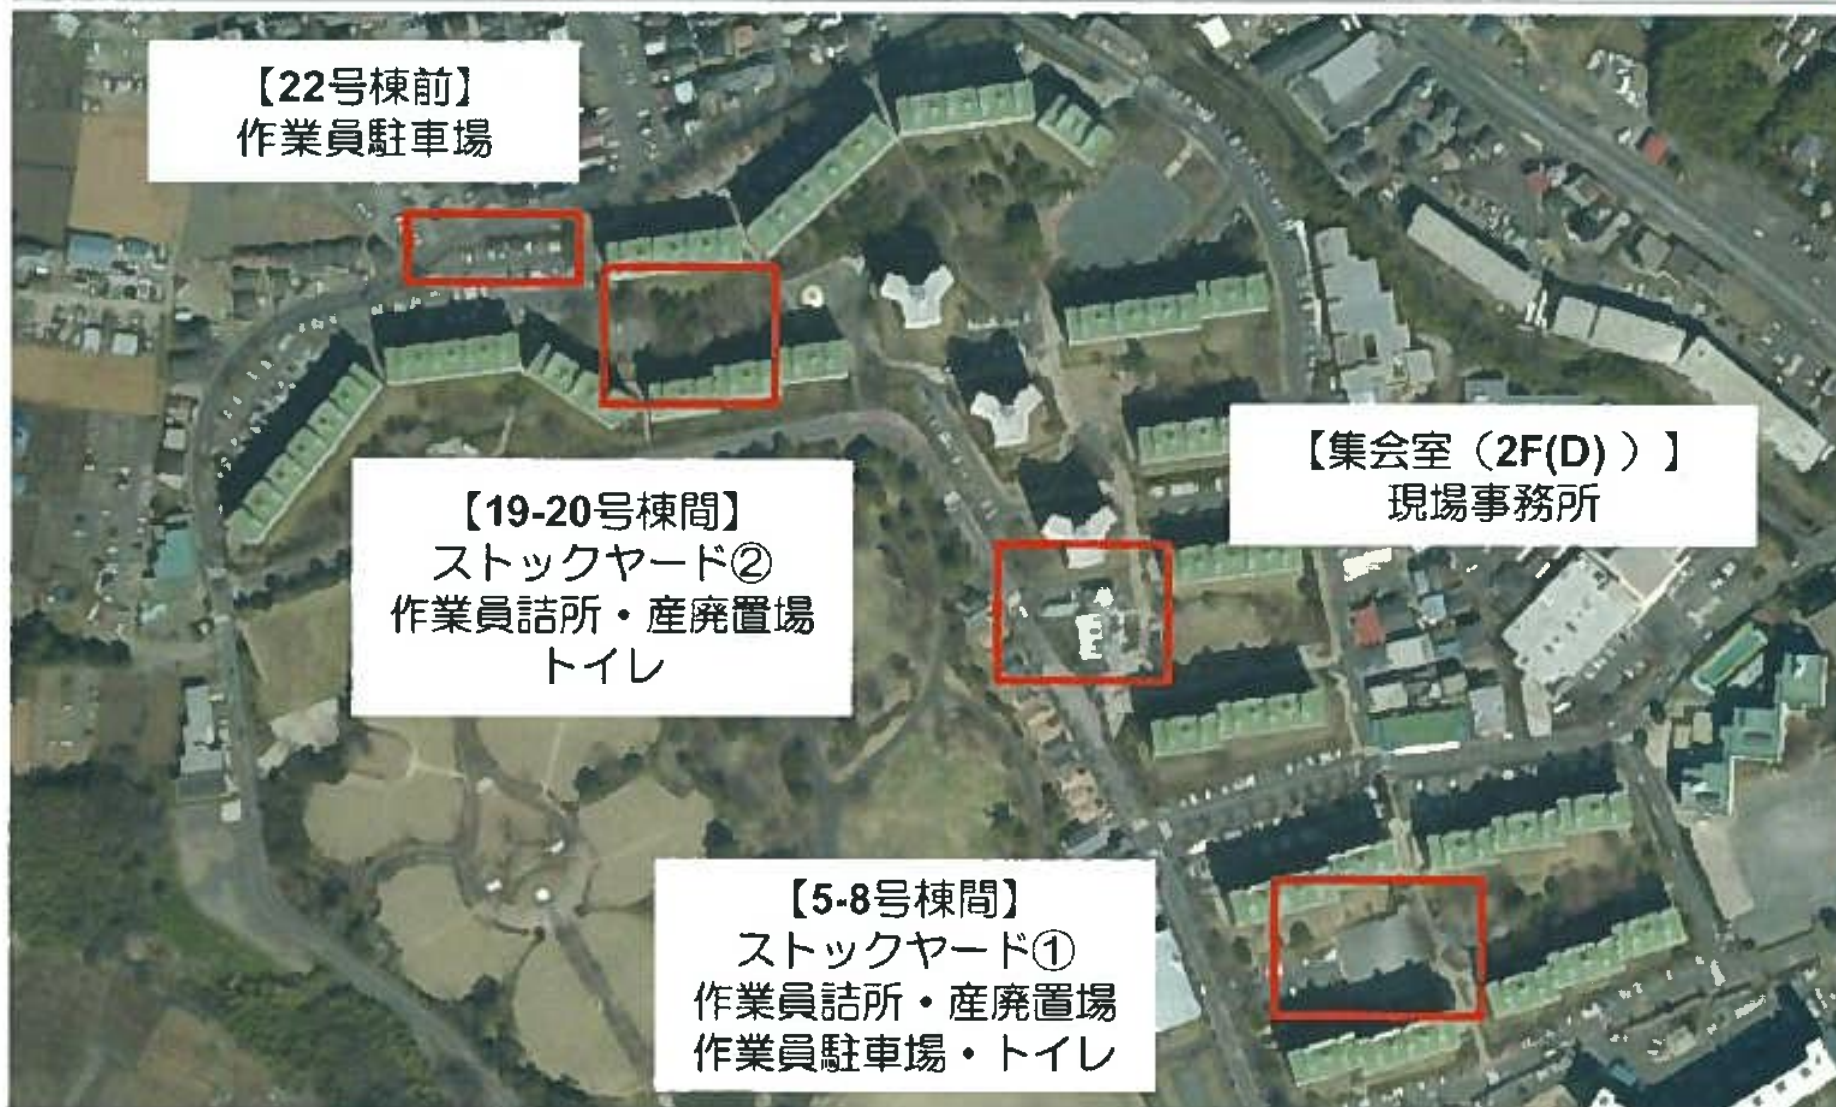 【22号棟前】
作業員駐車場
【集会室（2F(D) ）】
現場事務所
【19-20号棟間】
ストックヤード②
作業員詰所・産廃置場
トイレ
【5-8号棟間】
ストックヤード①
作業員詰所・産廃置場
作業員駐車場・トイレ